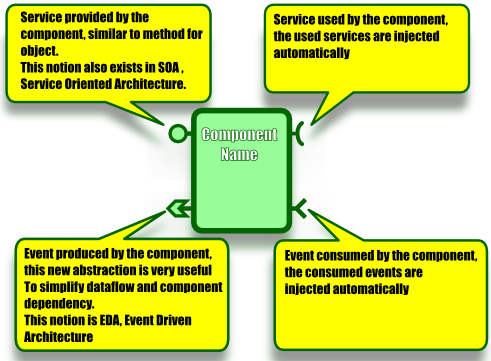 Service provided by the
component, similar to method for
object.
This notion also exists in SOA ,
Service Oriented Architecture.
Service used by the component,
the used services are injected
automatically
Component
Name
Event produced by the component,
this new abstraction is very useful
To simplify dataflow and component
dependency.
This notion is EDA, Event Driven
Architecture
Event consumed by the component,
the consumed events are
injected automatically